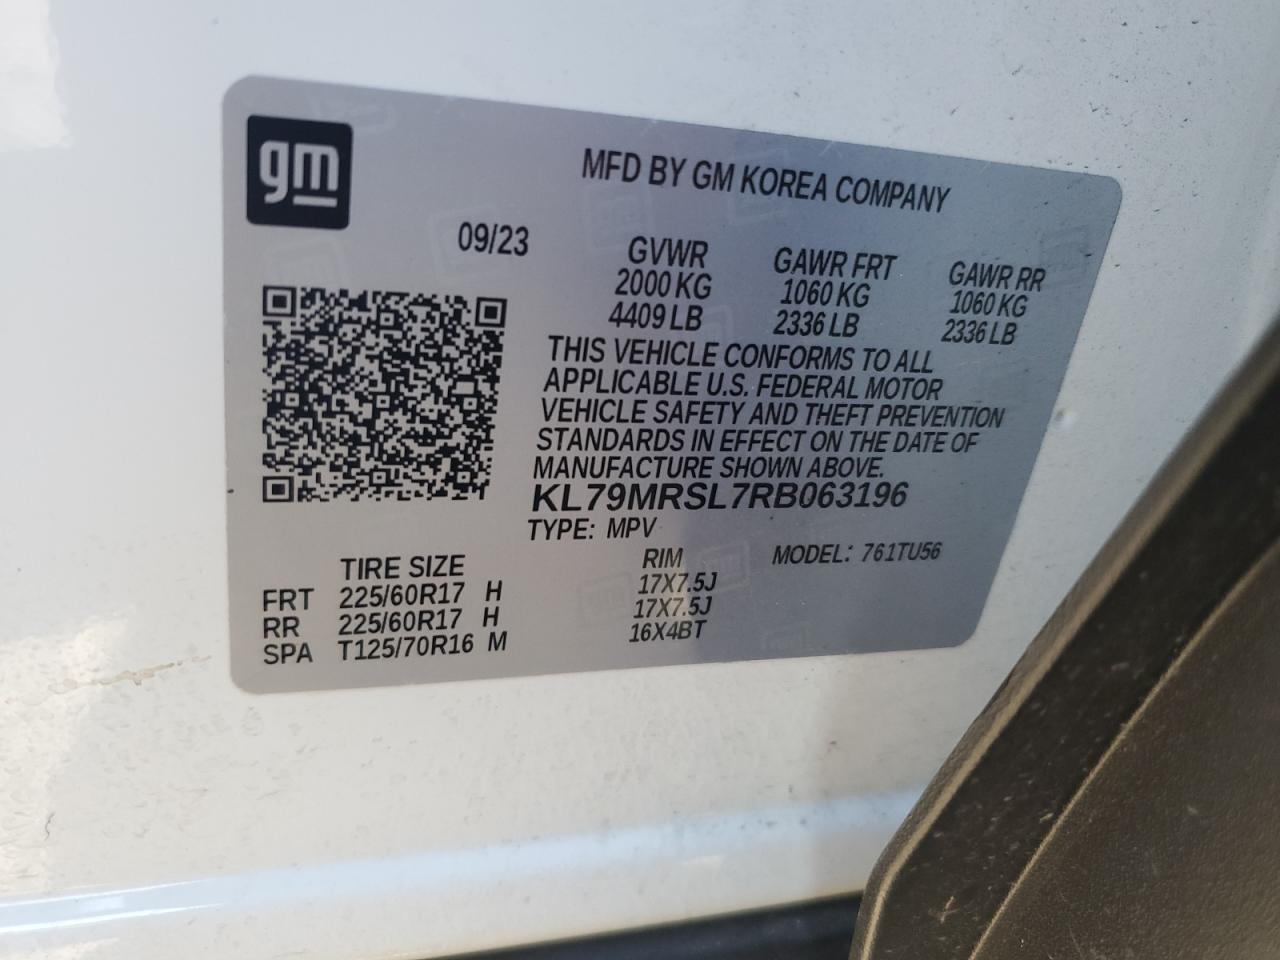 gm
MFD BY GM KOREA COMPANY
09/23
GVWR GAWR FRT GAWR RR
2000 KG 1060 KG 1060 KG
4409 LB 2336 LB 2336 LB
THIS VEHICLE CONFORMS TO ALL
APPLICABLE U.S. FEDERAL MOTOR
VEHICLE SAFETY AND THEFT PREVENTION
STANDARDS IN EFFECT ON THE DATE OF
MANUFACTURE SHOWN ABOVE.
KL79MRSL7RB063196
TYPE: MPV
MODEL: 761TU56
TIRE SIZE RIM
FRT 225/60R17 H 17X7.5J
RR 225/60R17 H 17X7.5J
SPA T125/70R16 M 16X4BT